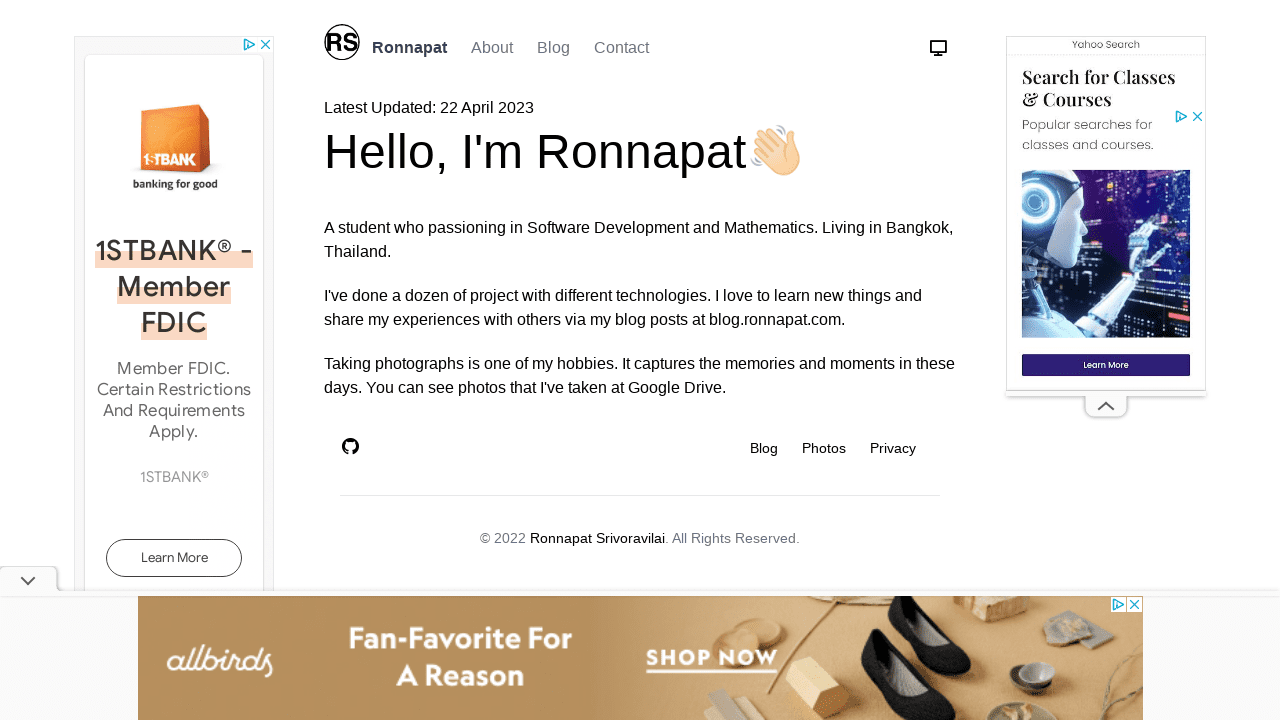 RS
Ronnapat About Blog Contact
Latest Updated: 22 April 2023
Hello, I'm Ronnapat👋🏻
A student who passioning in Software Development and Mathematics. Living in Bangkok,
Thailand.
I've done a dozen of project with different technologies. I love to learn new things and
share my experiences with others via my blog posts at blog.ronnapat.com.
Taking photographs is one of my hobbies. It captures the memories and moments in these
days. You can see photos that I've taken at Google Drive.
Blog Photos Privacy
© 2022 Ronnapat Srivoravilai. All Rights Reserved.
1STBANK
banking for good
1STBANK® -
Member
FDIC
Member FDIC.
Certain Restrictions
And Requirements
Apply.
1STBANK®
Learn More
Yahoo Search
Search for Classes
& Courses
Popular searches for
classes and courses.
Learn More
allbirds
Fan-Favorite For
A Reason
SHOP NOW